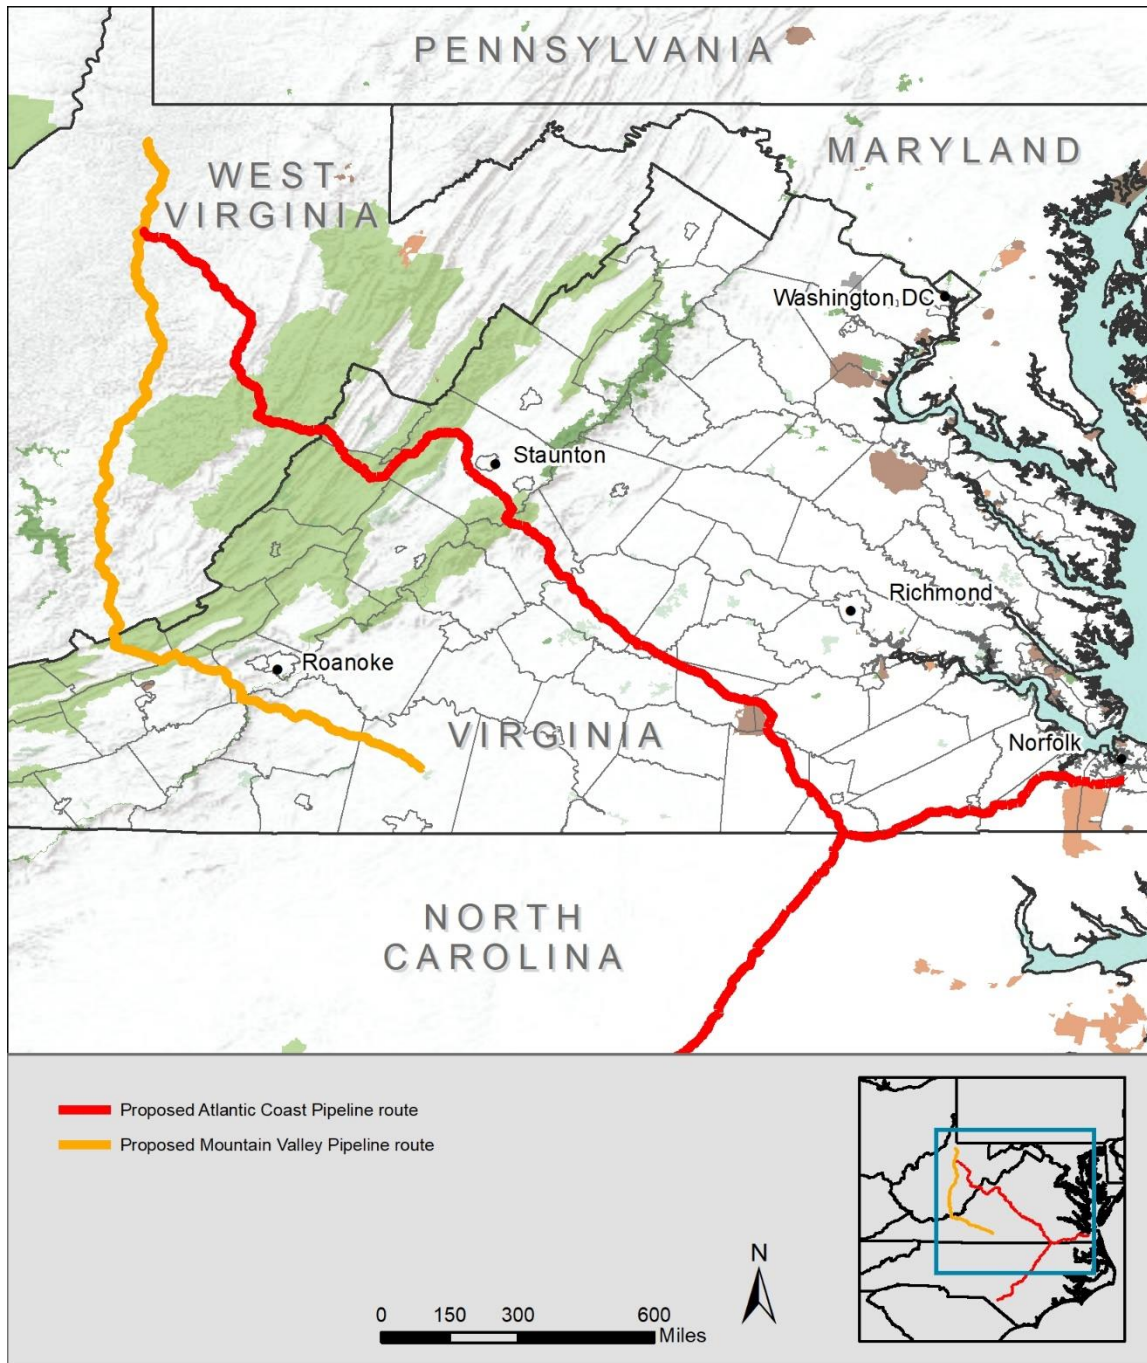 PENNSYLVANIA
MARYLAND
WEST
VIRGINIA
Washington DC
Staunton
Richmond
Roanoke
VIRGINIA
Norfolk
NORTH
CAROLINA
Proposed Atlantic Coast Pipeline route
Proposed Mountain Valley Pipeline route
N
0 150 300 600
Miles